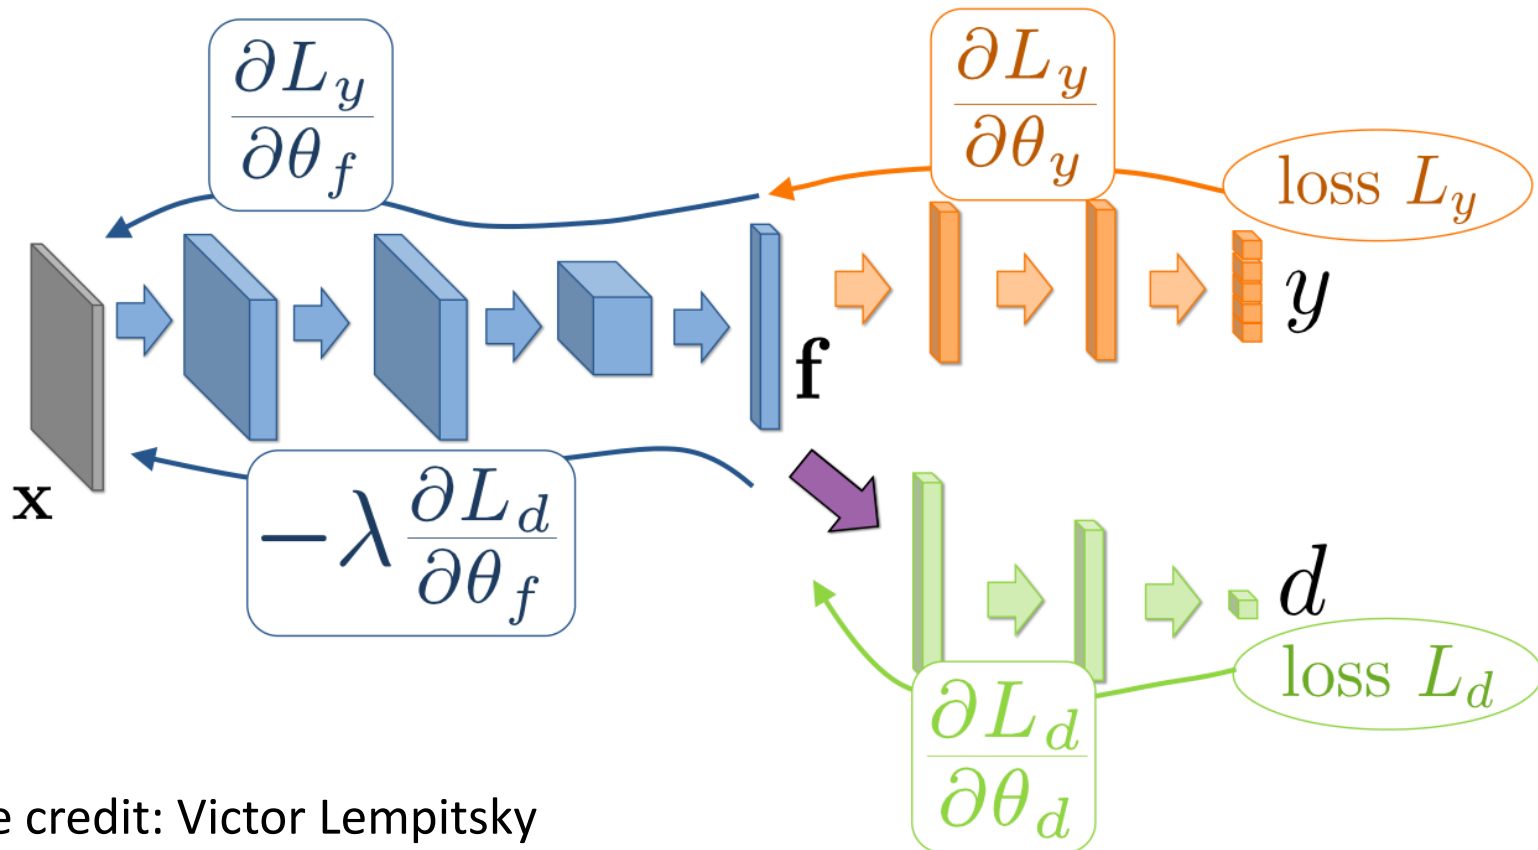 ∂L_y/∂θ_f
∂L_y/∂θ_y
loss L_y
y
f
x
−λ ∂L_d/∂θ_f
d
loss L_d
∂L_d/∂θ_d
e credit: Victor Lempitsky